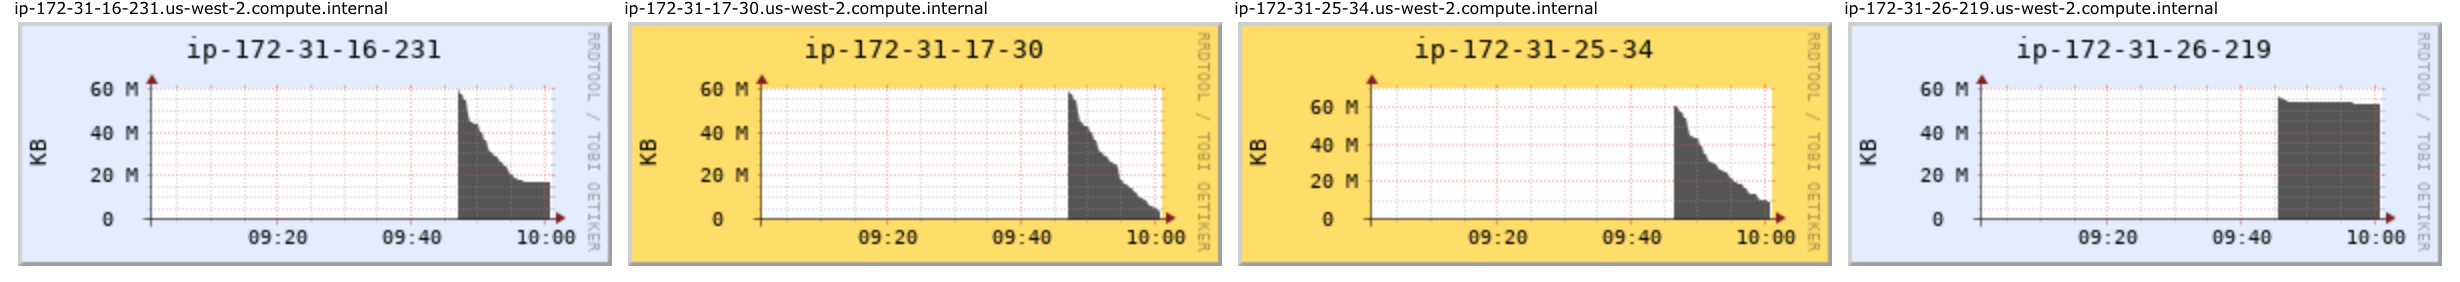 ip-172-31-16-231.us-west-2.compute.internal
ip-172-31-16-231
60 M
40 M
20 M
0
KB
09:20 09:40 10:00
RRDTOOL / TOBI OETIKER
ip-172-31-17-30.us-west-2.compute.internal
ip-172-31-17-30
60 M
40 M
20 M
0
KB
09:20 09:40 10:00
RRDTOOL / TOBI OETIKER
ip-172-31-25-34.us-west-2.compute.internal
ip-172-31-25-34
60 M
40 M
20 M
0
KB
09:20 09:40 10:00
RRDTOOL / TOBI OETIKER
ip-172-31-26-219.us-west-2.compute.internal
ip-172-31-26-219
60 M
40 M
20 M
0
KB
09:20 09:40 10:00
RRDTOOL / TOBI OETIKER